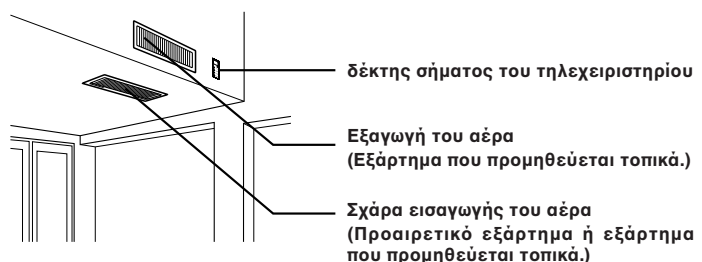 δέκτης σήματος του τηλεχειριστηρίου
Εξαγωγή του αέρα
(Εξάρτημα που προμηθεύεται τοπικά.)
Σχάρα εισαγωγής του αέρα
(Προαιρετικό εξάρτημα ή εξάρτημα
που προμηθεύεται τοπικά.)